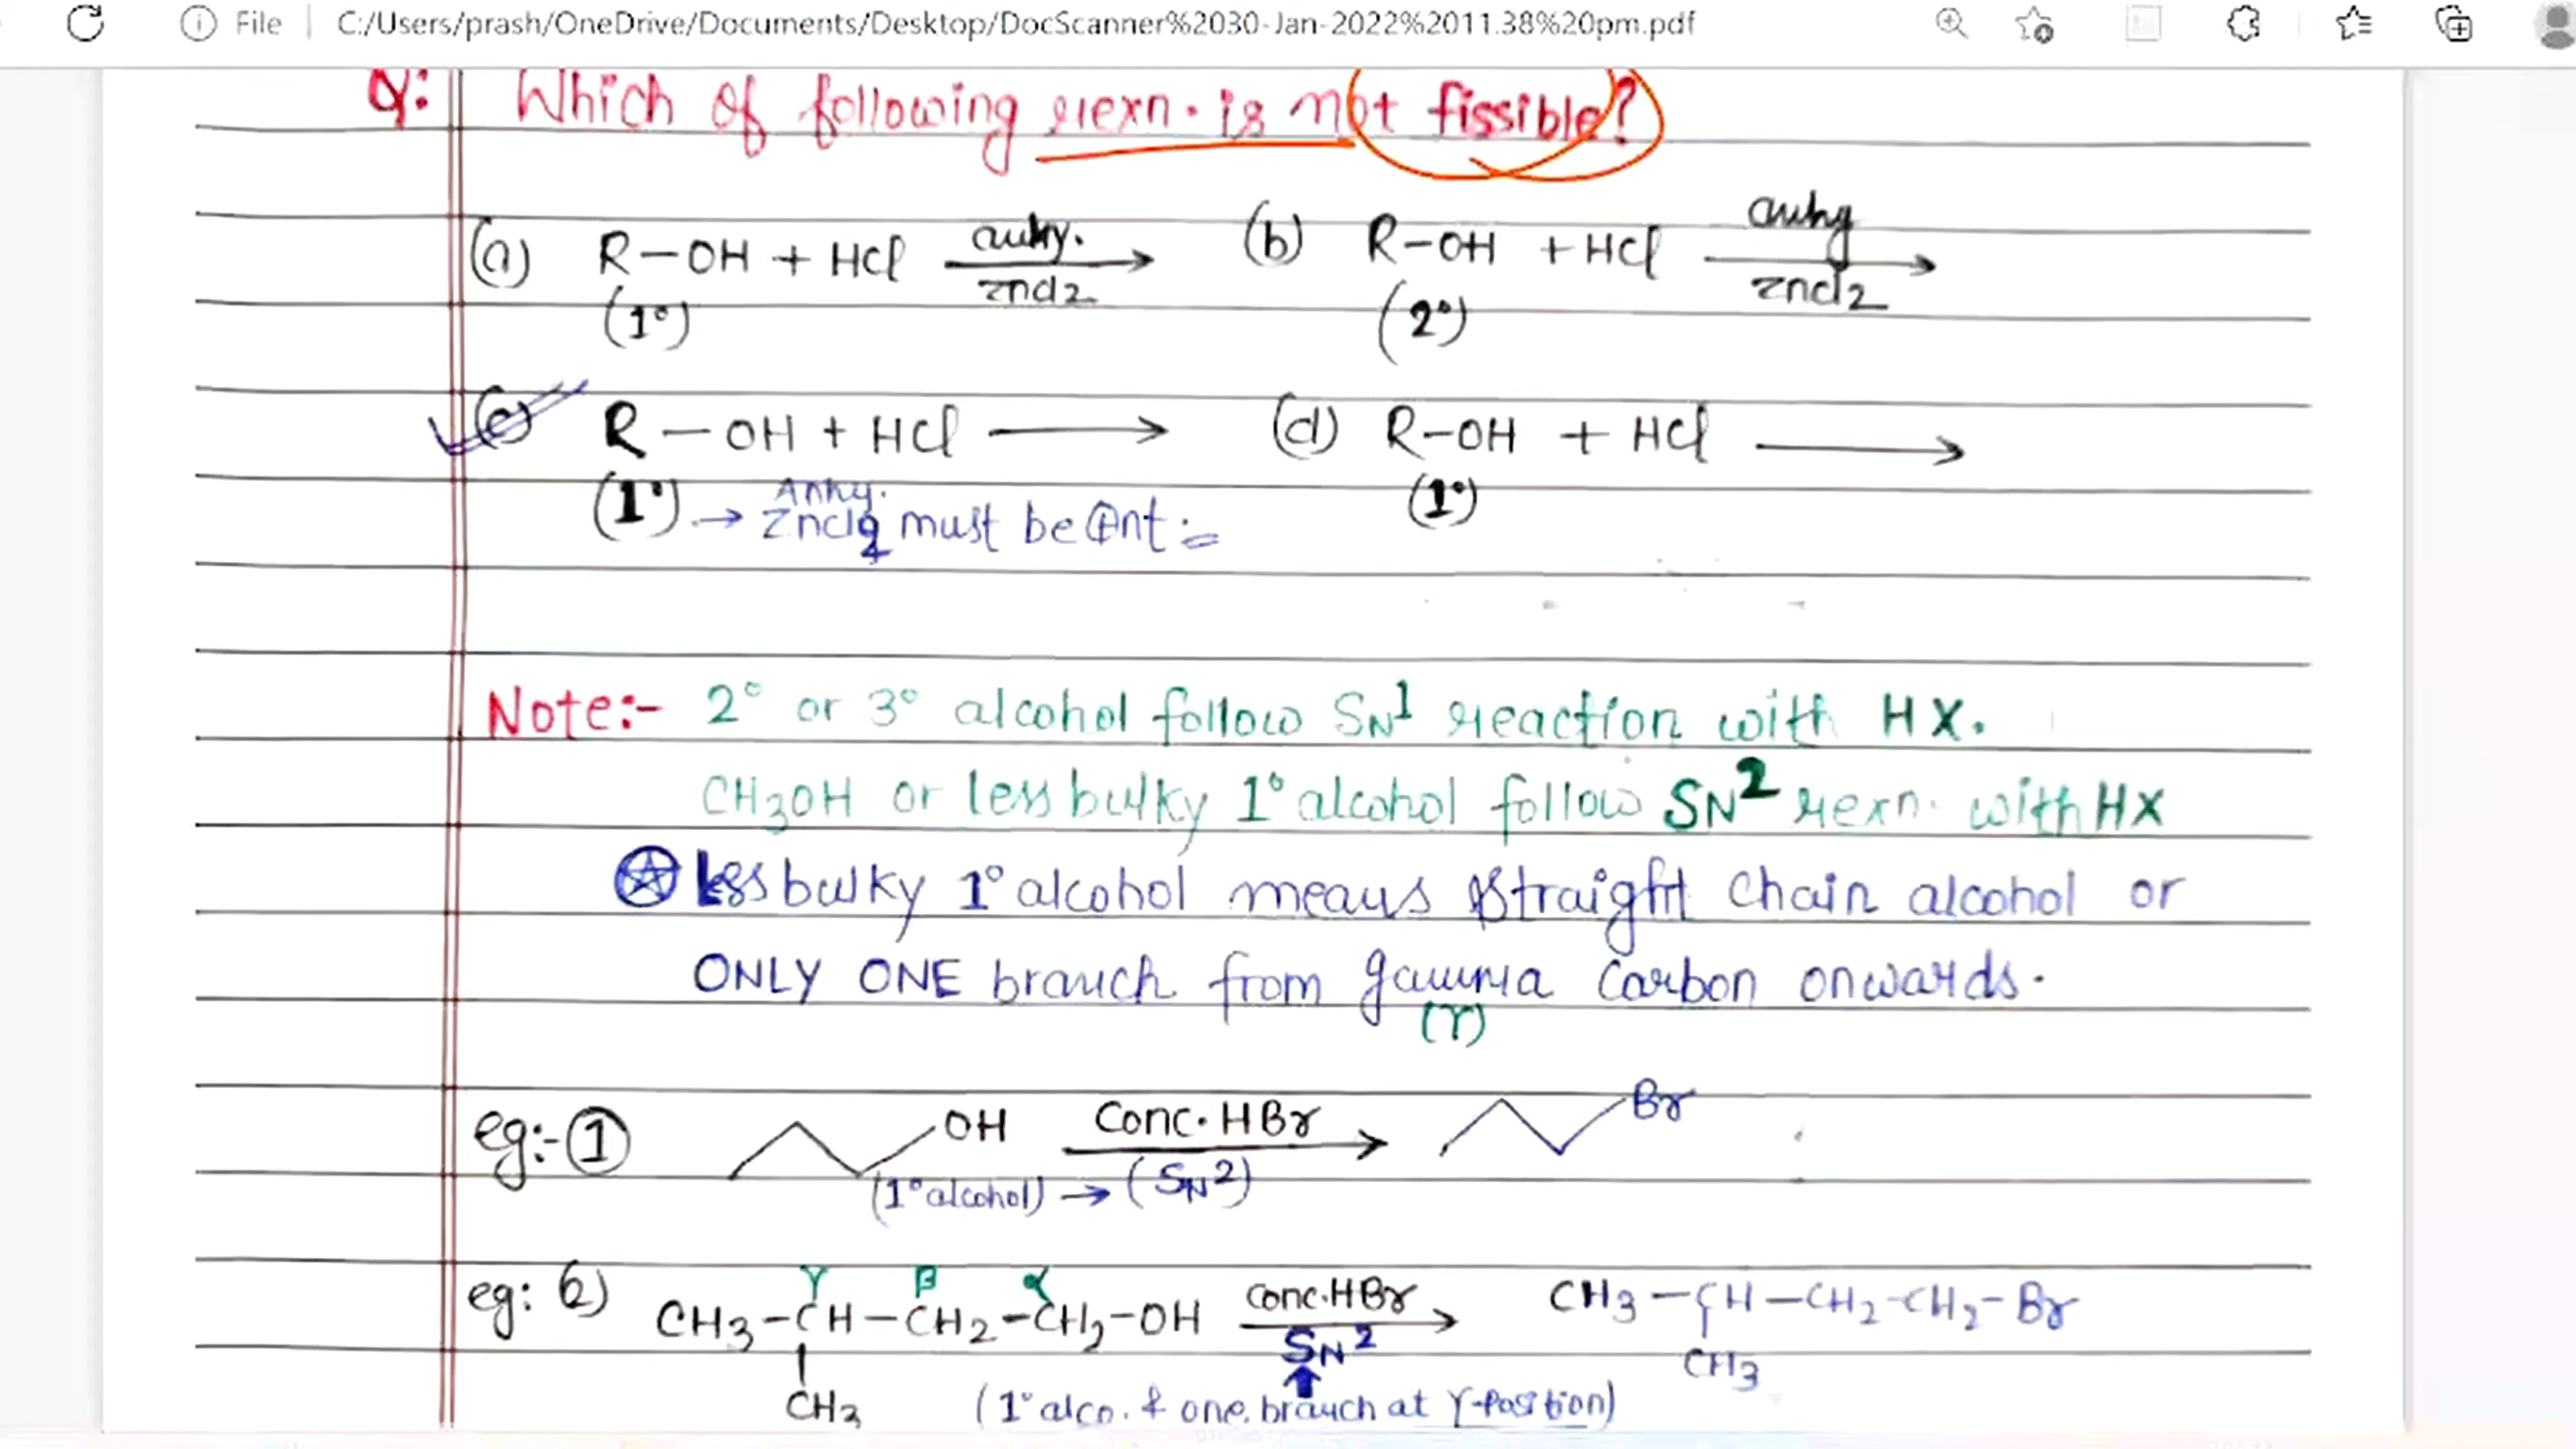 File | C:/Users/prash/OneDrive/Documents/Desktop/DocScanner%2030-Jan-2022%2011.38%20pm.pdf
Q: Which of following rexn. is not fissible?
(a) R-OH + HCl anhy. ZnCl2 (b) R-OH + HCl anhy ZnCl2
(1°) (2°)
(c) R-OH + HCl → (d) R-OH + HCl →
(1°) → Anhy. ZnCl2 must be ⊕nt := (1°)
Note:- 2° or 3° alcohol follow SN1 reaction with HX.
CH3OH or less bulky 1° alcohol follow SN2 rexn. with HX
Less bulky 1° alcohol means straight chain alcohol or
ONLY ONE branch from gamma carbon onwards.
(γ)
eg:- ① OH Conc. HBr → Br
(1° alcohol) → (SN2)
γ β α
eg: 2) CH3-CH-CH2-CH2-OH Conc. HBr → CH3-CH-CH2-CH2-Br
SN2
CH3 CH3
(1° alco. & one branch at γ-position)